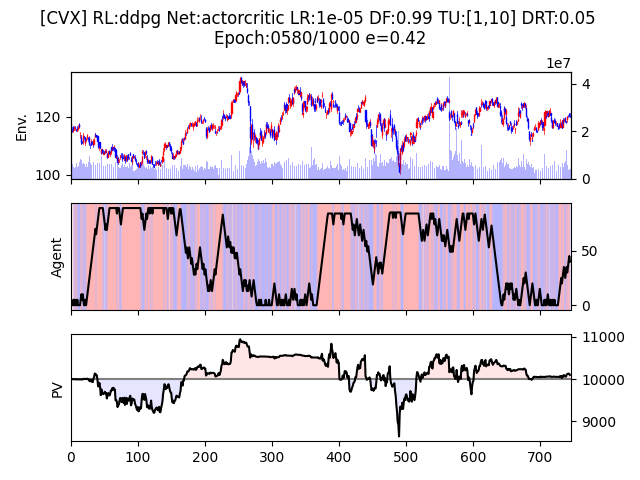 [CVX] RL:ddpg Net:actorcritic LR:1e-05 DF:0.99 TU:[1,10] DRT:0.05
Epoch:0580/1000 e=0.42
1e7
Env.
120
100
4
2
0
Agent
50
0
PV
11000
10000
9000
0 100 200 300 400 500 600 700